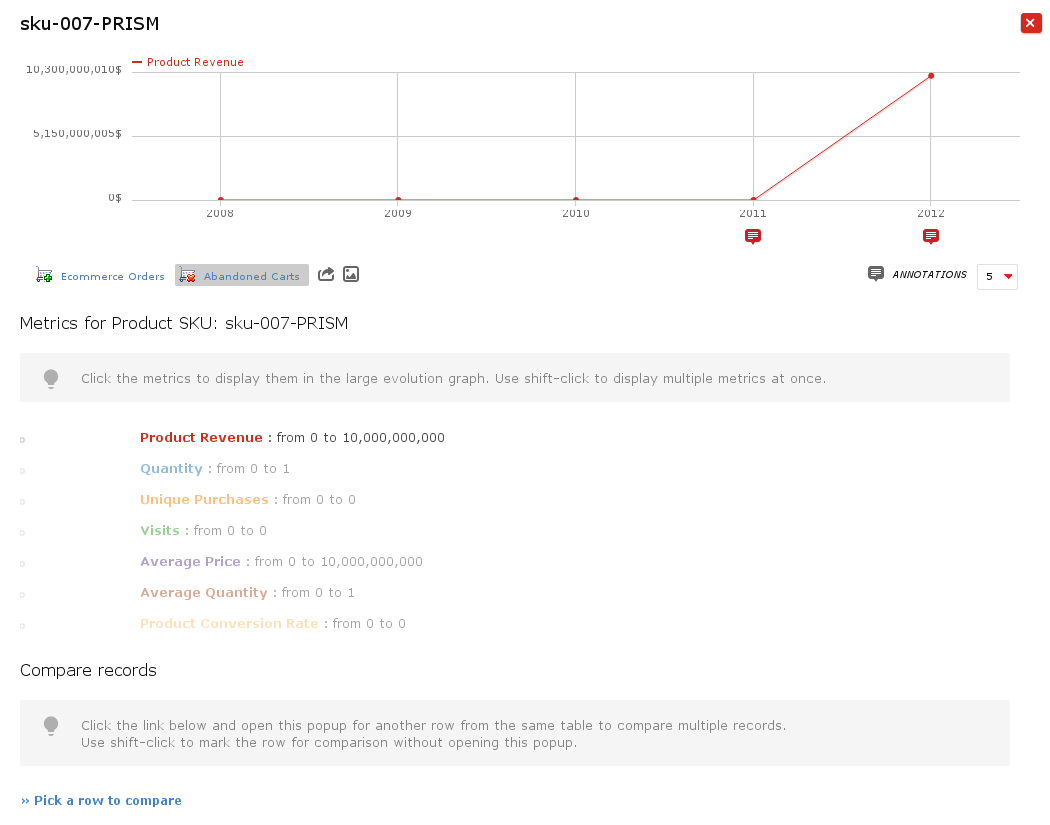 sku-007-PRISM
Product Revenue
10,300,000,010$
5,150,000,005$
0$
2008 2009 2010 2011 2012
Ecommerce Orders Abandoned Carts ANNOTATIONS 5
Metrics for Product SKU: sku-007-PRISM
Click the metrics to display them in the large evolution graph. Use shift-click to display multiple metrics at once.
Product Revenue : from 0 to 10,000,000,000
Quantity : from 0 to 1
Unique Purchases : from 0 to 0
Visits : from 0 to 0
Average Price : from 0 to 10,000,000,000
Average Quantity : from 0 to 1
Product Conversion Rate : from 0 to 0
Compare records
Click the link below and open this popup for another row from the same table to compare multiple records.
Use shift-click to mark the row for comparison without opening this popup.
» Pick a row to compare